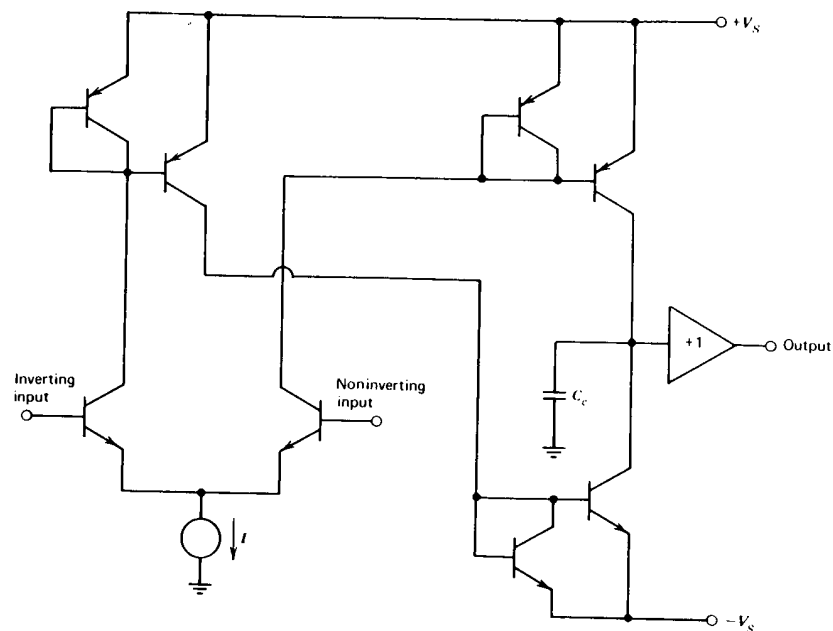 +V_S
+1
Output
C_c
Inverting
input
Noninverting
input
I
−V_S